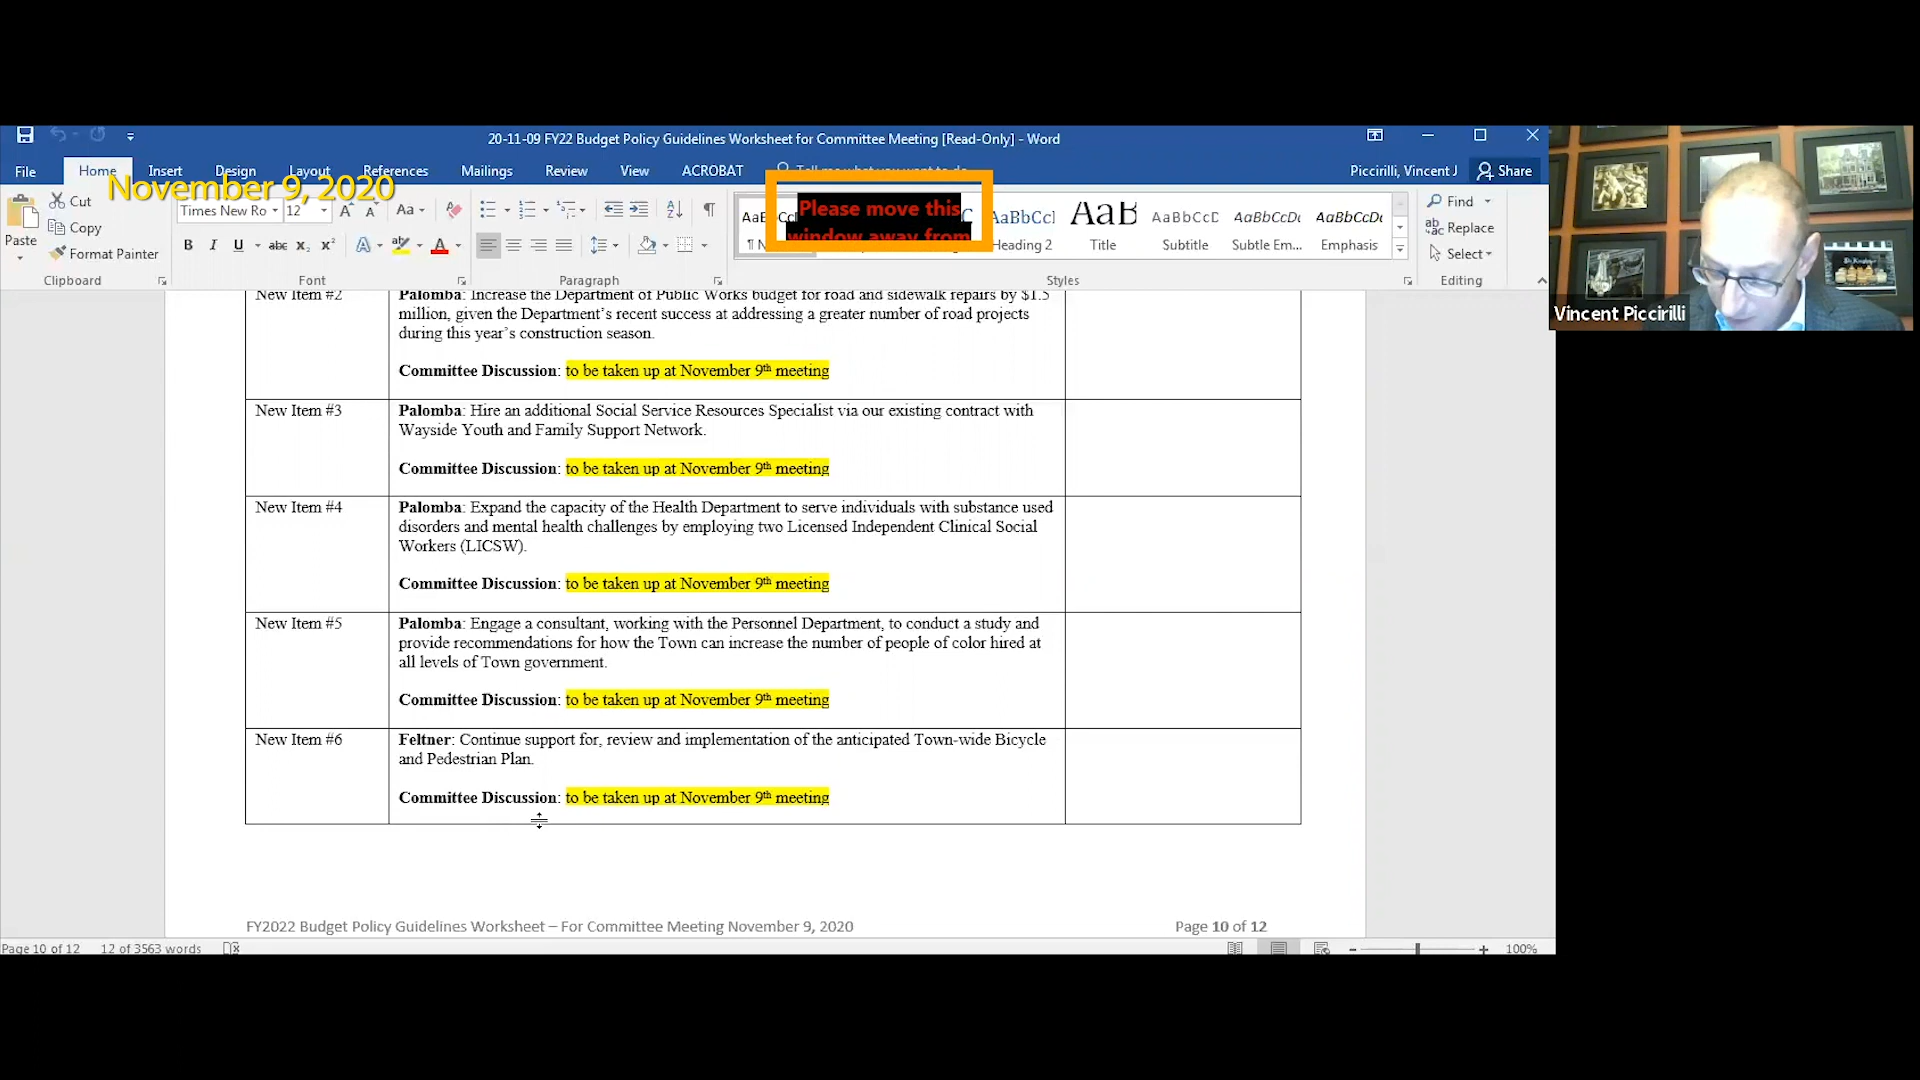 20-11-09 FY22 Budget Policy Guidelines Worksheet for Committee Meeting [Read-Only] - Word
File Home Insert Design Layout References Mailings Review View ACROBAT Tell me what you want to do
Piccirilli, Vincent J Share
November 9, 2020
Cut
Copy
Format Painter
Paste
Clipboard
Times New Ro 12
Font
Paragraph
Please move this
window away from
Heading 2 Title Subtitle Subtle Em... Emphasis
Styles
Find
Replace
Select
Editing
Vincent Piccirilli
New Item #2
Palomba: Increase the Department of Public Works budget for road and sidewalk repairs by $1.5
million, given the Department's recent success at addressing a greater number of road projects
during this year's construction season.
Committee Discussion: to be taken up at November 9th meeting
New Item #3
Palomba: Hire an additional Social Service Resources Specialist via our existing contract with
Wayside Youth and Family Support Network.
Committee Discussion: to be taken up at November 9th meeting
New Item #4
Palomba: Expand the capacity of the Health Department to serve individuals with substance used
disorders and mental health challenges by employing two Licensed Independent Clinical Social
Workers (LICSW).
Committee Discussion: to be taken up at November 9th meeting
New Item #5
Palomba: Engage a consultant, working with the Personnel Department, to conduct a study and
provide recommendations for how the Town can increase the number of people of color hired at
all levels of Town government.
Committee Discussion: to be taken up at November 9th meeting
New Item #6
Feltner: Continue support for, review and implementation of the anticipated Town-wide Bicycle
and Pedestrian Plan.
Committee Discussion: to be taken up at November 9th meeting
FY2022 Budget Policy Guidelines Worksheet – For Committee Meeting November 9, 2020
Page 10 of 12
Page 10 of 12 12 of 3563 words
100%